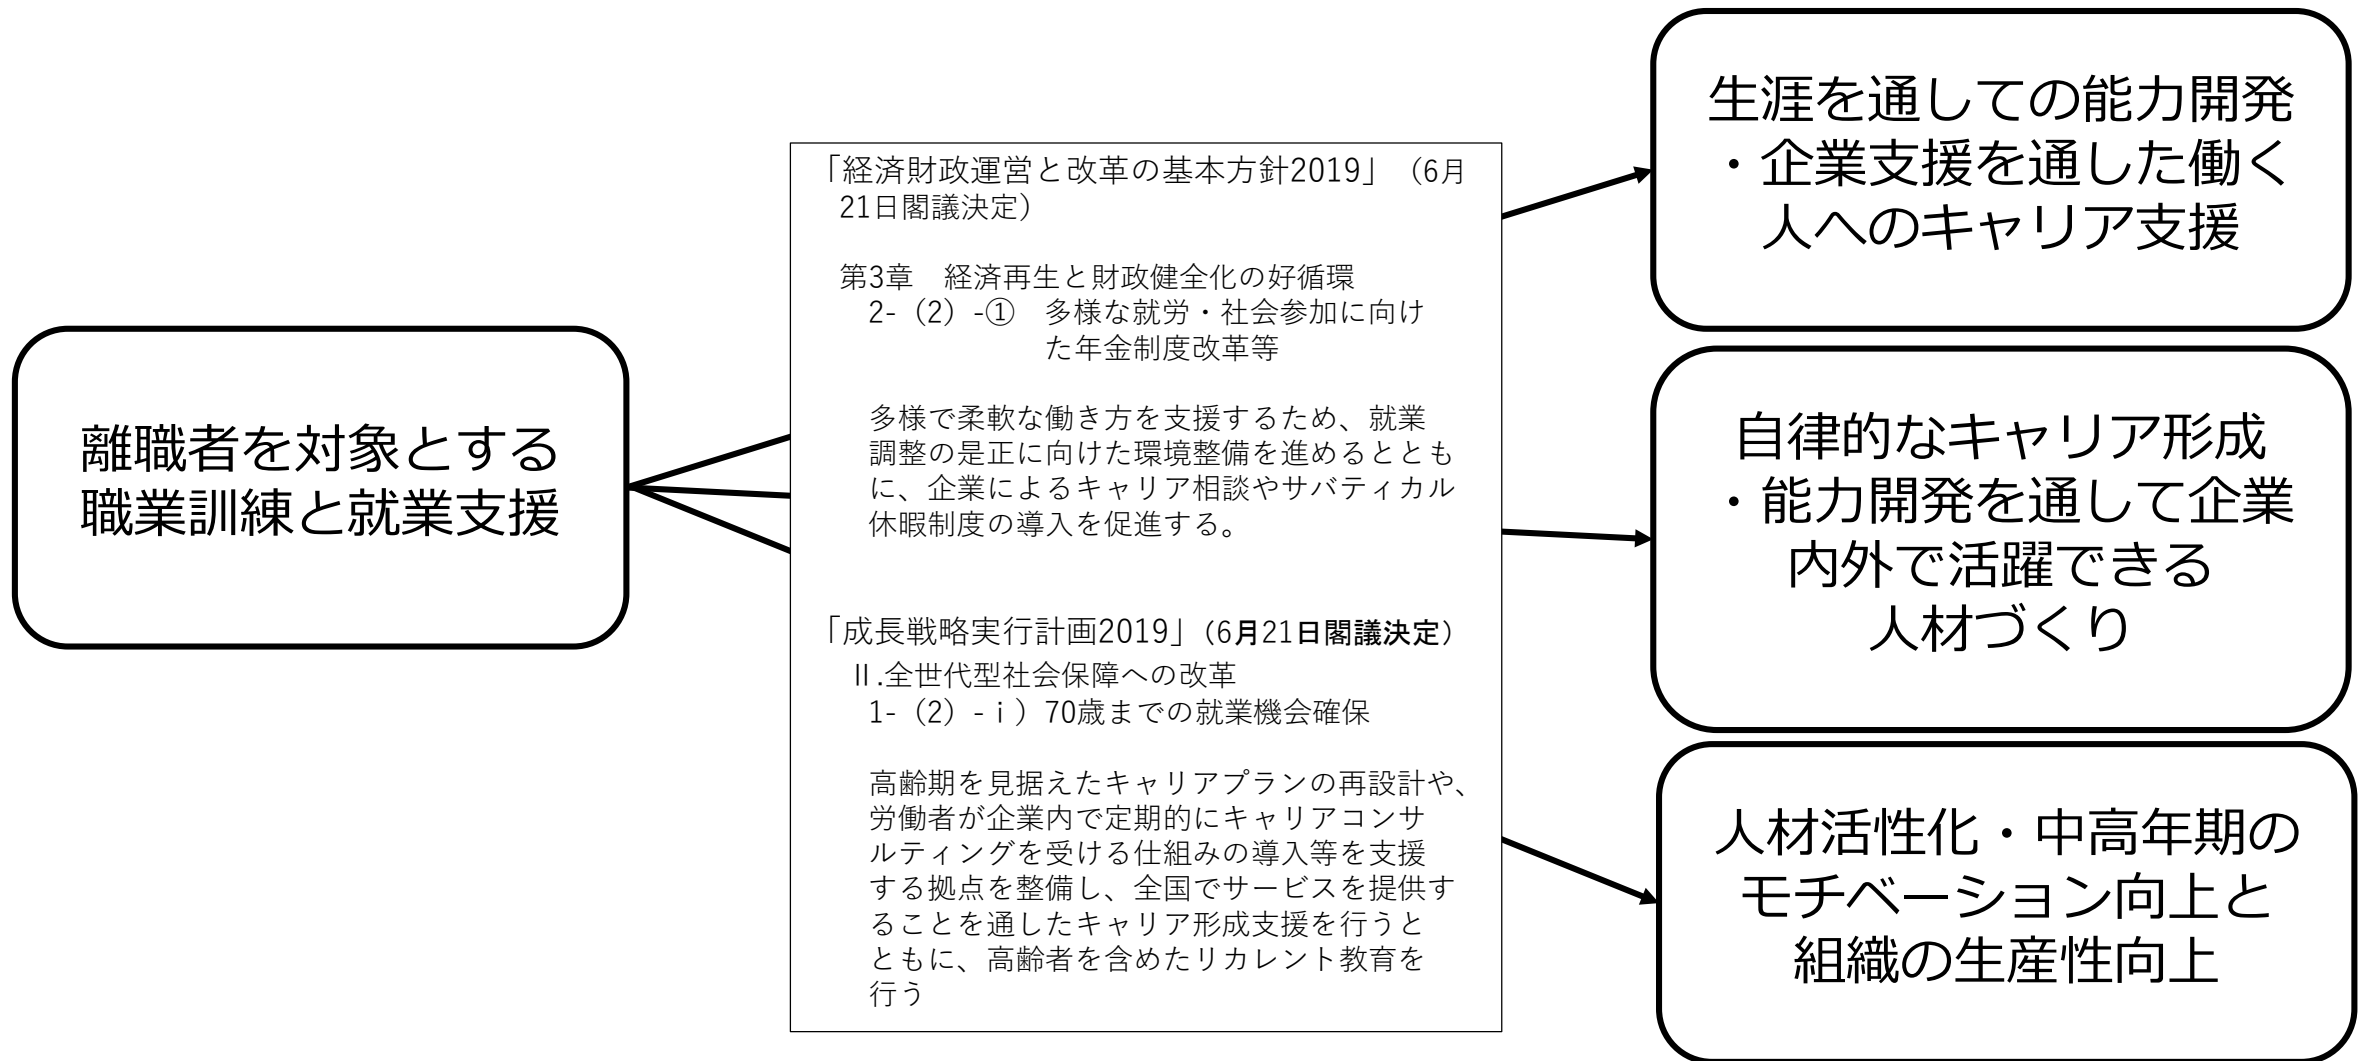 離職者を対象とする
職業訓練と就業支援
「経済財政運営と改革の基本方針2019」（6月
21日閣議決定）
第3章　経済再生と財政健全化の好循環
2-（2）-①　多様な就労・社会参加に向け
た年金制度改革等
多様で柔軟な働き方を支援するため、就業
調整の是正に向けた環境整備を進めるととも
に、企業によるキャリア相談やサバティカル
休暇制度の導入を促進する。
「成長戦略実行計画2019」（6月21日閣議決定）
Ⅱ.全世代型社会保障への改革
1-（2）-ⅰ）70歳までの就業機会確保
高齢期を見据えたキャリアプランの再設計や、
労働者が企業内で定期的にキャリアコンサ
ルティングを受ける仕組みの導入等を支援
する拠点を整備し、全国でサービスを提供す
ることを通したキャリア形成支援を行うと
ともに、高齢者を含めたリカレント教育を
行う
生涯を通しての能力開発
・企業支援を通した働く
人へのキャリア支援
自律的なキャリア形成
・能力開発を通して企業
内外で活躍できる
人材づくり
人材活性化・中高年期の
モチベーション向上と
組織の生産性向上